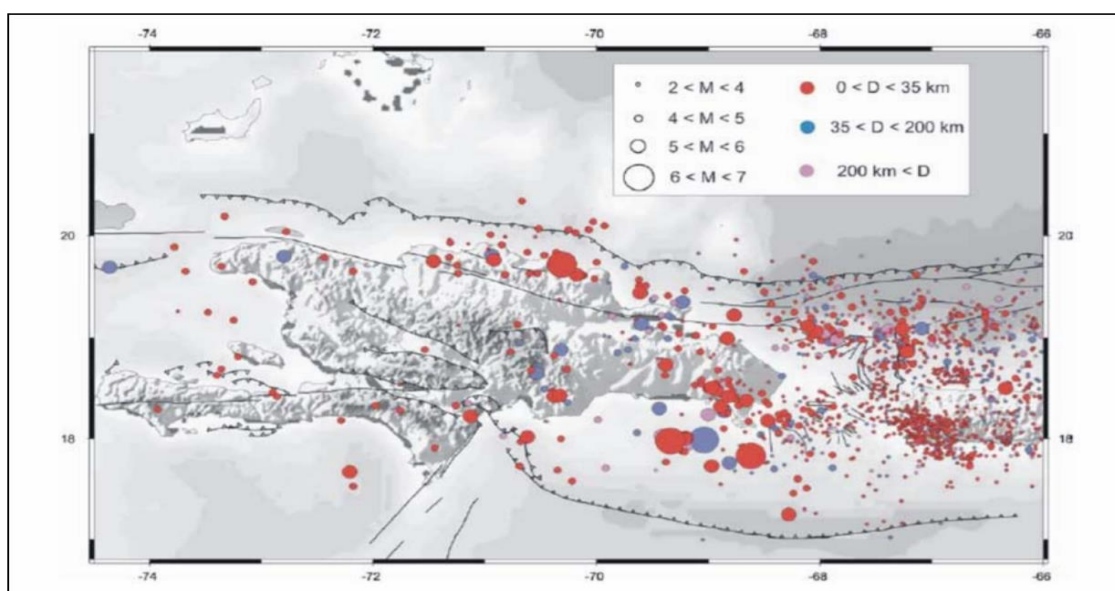 -74 -72 -70 -68 -66
2 < M < 4 0 < D < 35 km
4 < M < 5 35 < D < 200 km
5 < M < 6 200 km < D
6 < M < 7
20 20
18 18
-74 -72 -70 -68 -66